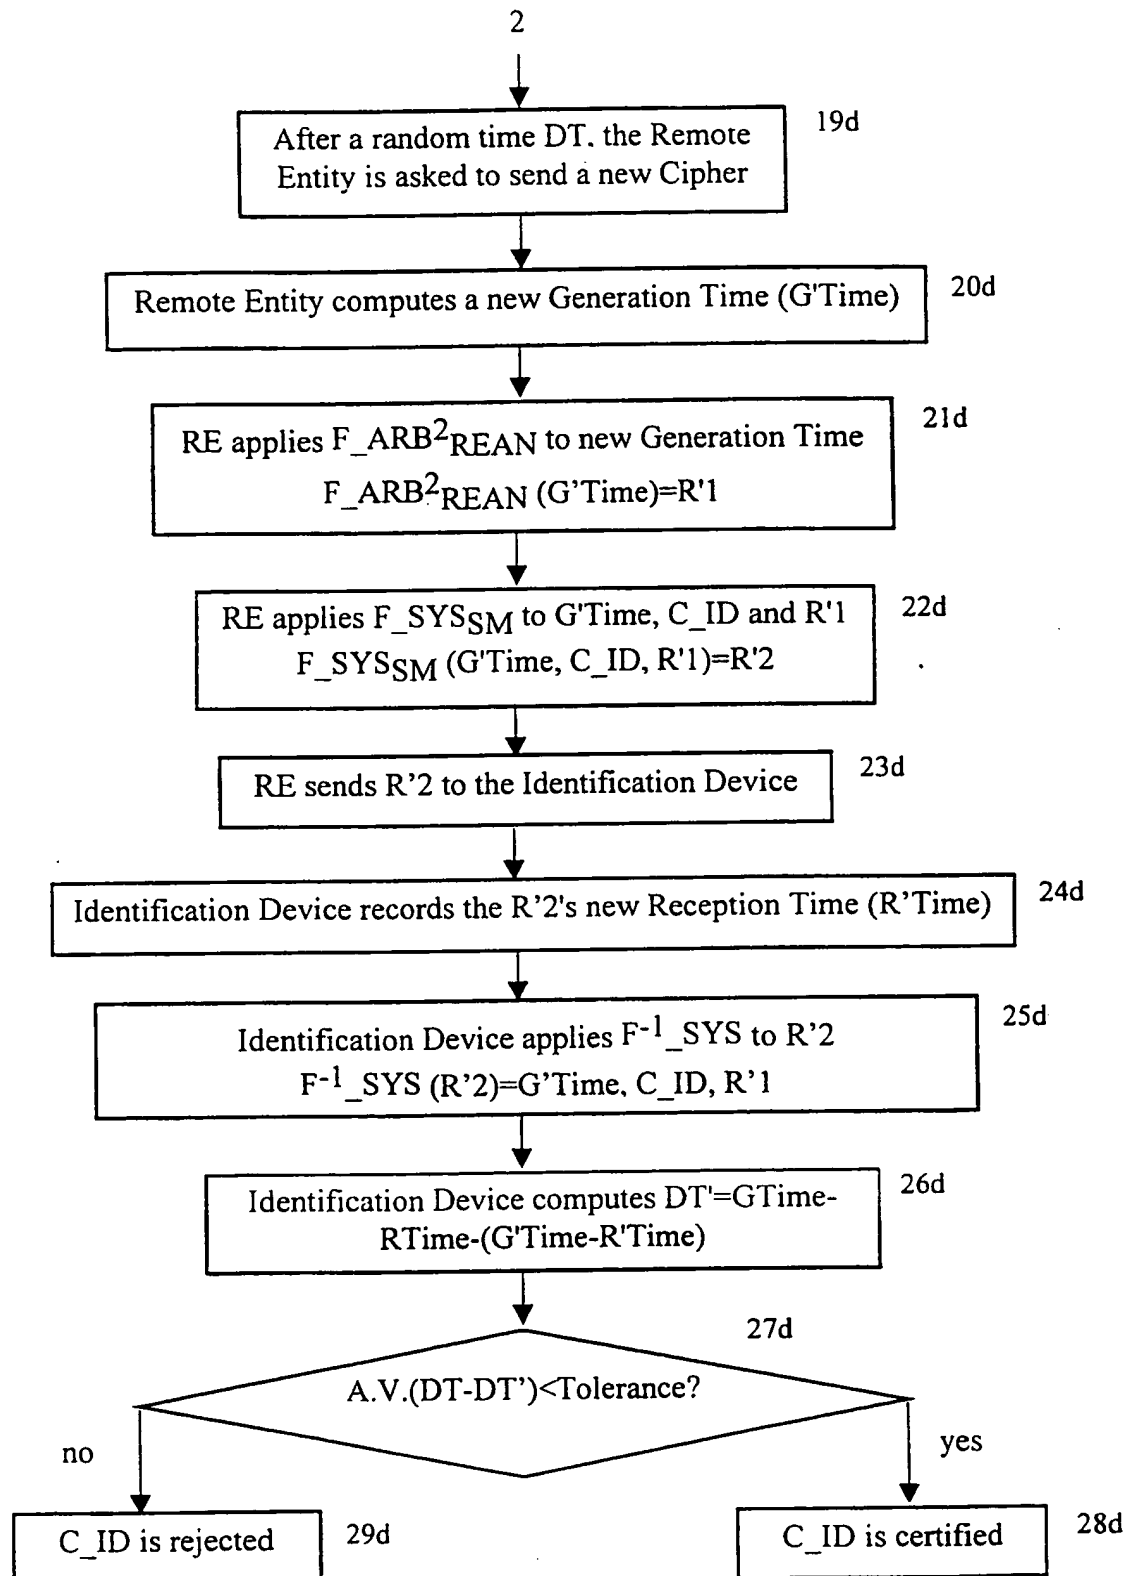 2
After a random time DT. the Remote
Entity is asked to send a new Cipher
19d
Remote Entity computes a new Generation Time (G'Time)
20d
RE applies F_ARB²REAN to new Generation Time
F_ARB²REAN (G’Time)=R'1
21d
RE applies F_SYSSM to G'Time, C_ID and R'1
F_SYSSM (G'Time, C_ID, R'1)=R'2
22d
RE sends R’2 to the Identification Device
23d
Identification Device records the R’2's new Reception Time (R’Time)
24d
Identification Device applies F⁻¹_SYS to R’2
F⁻¹_SYS (R’2)=G’Time, C_ID, R’1
25d
Identification Device computes DT'=GTime-
RTime-(G'Time-R'Time)
26d
27d
A.V.(DT-DT’)<Tolerance?
no
yes
C_ID is rejected
29d
C_ID is certified
28d